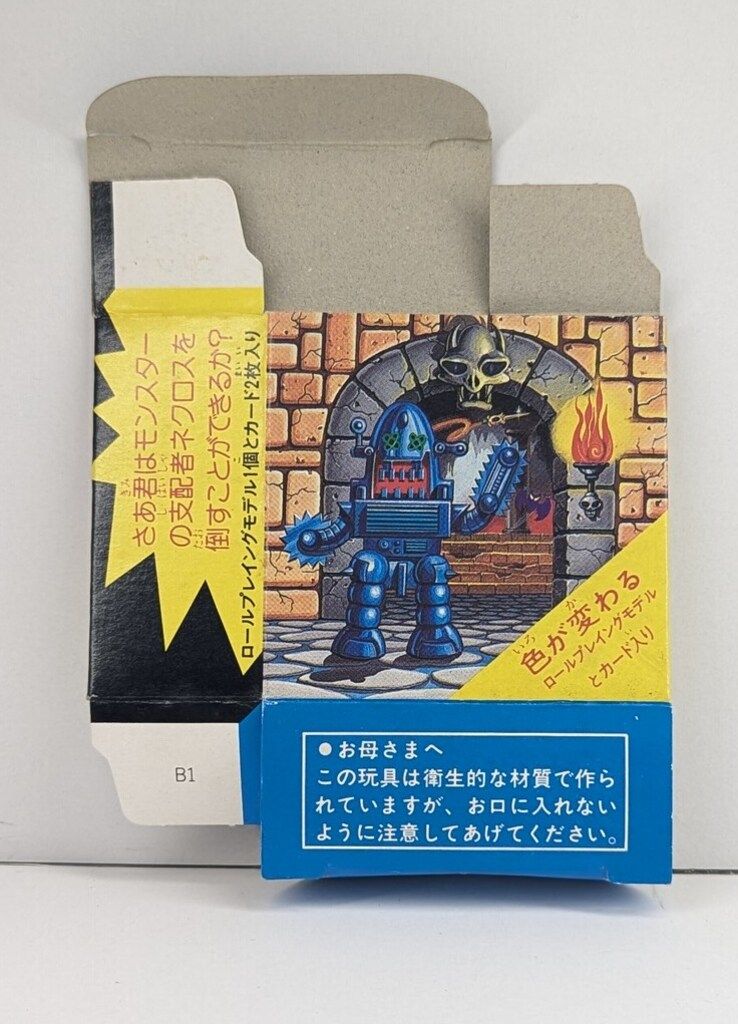 さあ君はモンスター
の支配者ネクロスを
倒すことができるか?
ロールプレイングモデル1個とカード2枚入り
色が変わる
ロールプレイングモデル
とカード入り
●お母さまへ
この玩具は衛生的な材質で作ら
れていますが、お口に入れない
ように注意してあげてください。
B1